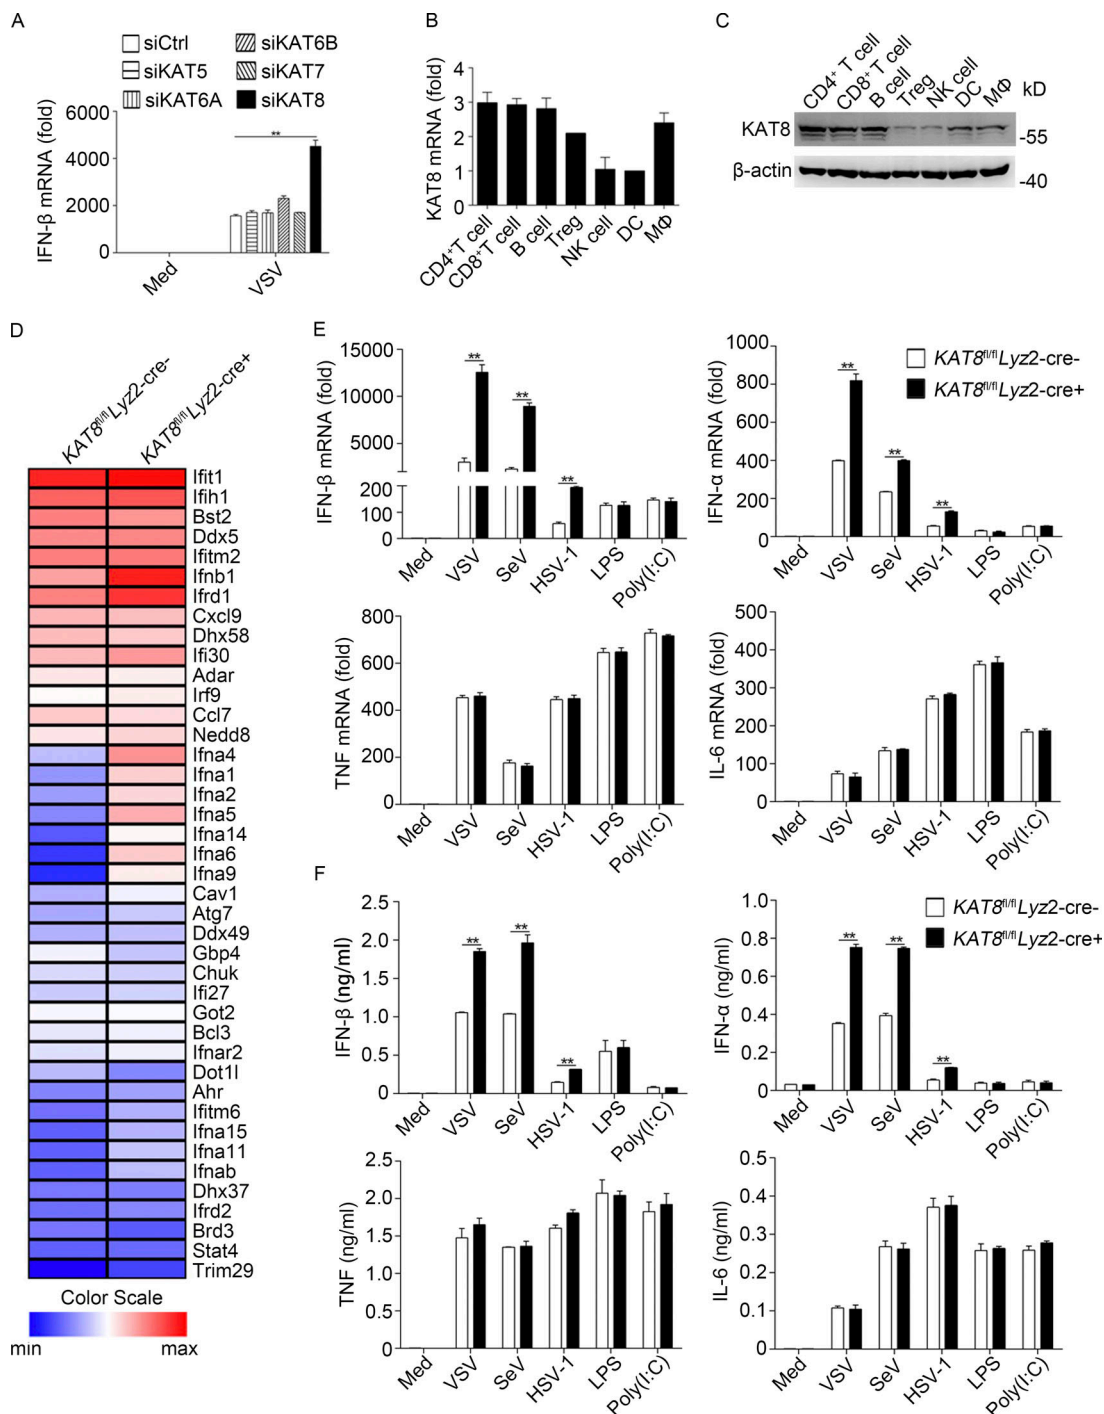 A
siCtrl
siKAT6B
siKAT5
siKAT7
siKAT6A
siKAT8
IFN-β mRNA (fold)
6000
4000
2000
0
**
Med
VSV
B
KAT8 mRNA (fold)
4
3
2
1
0
CD4⁺T cell
CD8⁺T cell
B cell
Treg
NK cell
DC
MΦ
C
CD4⁺ T cell
CD8⁺ T cell
B cell
Treg
NK cell
DC
MΦ
kD
KAT8
-55
β-actin
-40
D
KAT8fl/flLyz2-cre-
KAT8fl/flLyz2-cre+
Ifit1
Ifih1
Bst2
Ddx5
Ifitm2
Ifnb1
Ifrd1
Cxcl9
Dhx58
Ifi30
Adar
Irf9
Ccl7
Nedd8
Ifna4
Ifna1
Ifna2
Ifna5
Ifna14
Ifna6
Ifna9
Cav1
Atg7
Ddx49
Gbp4
Chuk
Ifi27
Got2
Bcl3
Ifnar2
Dot1l
Ahr
Ifitm6
Ifna15
Ifna11
Ifnab
Dhx37
Ifrd2
Brd3
Stat4
Trim29
Color Scale
min
max
E
IFN-β mRNA (fold)
15000
10000
5000
200
100
0
**
**
**
Med
VSV
SeV
HSV-1
LPS
Poly(I:C)
IFN-α mRNA (fold)
1000
800
600
400
200
0
**
**
**
KAT8fl/flLyz2-cre-
KAT8fl/flLyz2-cre+
Med
VSV
SeV
HSV-1
LPS
Poly(I:C)
TNF mRNA (fold)
800
600
400
200
0
Med
VSV
SeV
HSV-1
LPS
Poly(I:C)
IL-6 mRNA (fold)
500
400
300
200
100
0
Med
VSV
SeV
HSV-1
LPS
Poly(I:C)
F
IFN-β (ng/ml)
2.5
2.0
1.5
1.0
0.5
0
**
**
**
Med
VSV
SeV
HSV-1
LPS
Poly(I:C)
IFN-α (ng/ml)
1.0
0.8
0.6
0.4
0.2
0
**
**
**
KAT8fl/flLyz2-cre-
KAT8fl/flLyz2-cre+
Med
VSV
SeV
HSV-1
LPS
Poly(I:C)
TNF (ng/ml)
2.5
2.0
1.5
1.0
0.5
0
Med
VSV
SeV
HSV-1
LPS
Poly(I:C)
IL-6 (ng/ml)
0.5
0.4
0.3
0.2
0.1
0
Med
VSV
SeV
HSV-1
LPS
Poly(I:C)